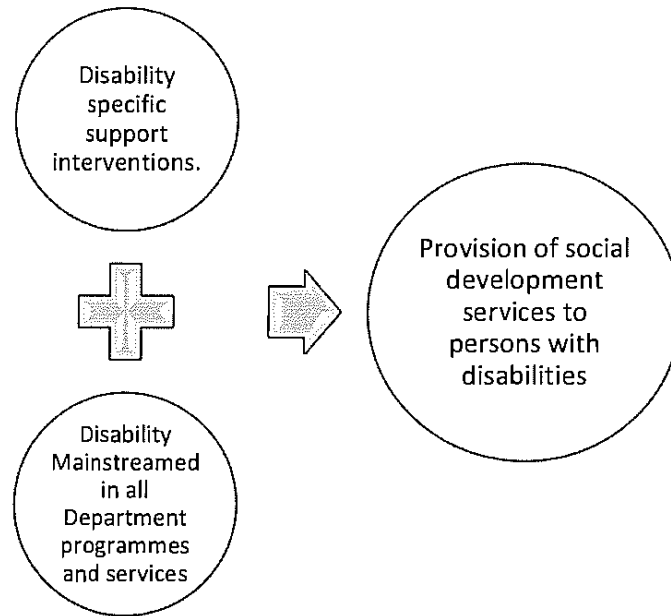 Disability
specific
support
interventions.
Provision of social
development
services to
persons with
disabilities
Disability
Mainstreamed
in all
Department
programmes
and services